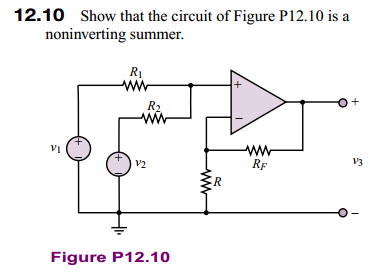 12.10 Show that the circuit of Figure P12.10 is a
noninverting summer.
R1
R2
+
+
+
v1
v2
RF
R
v3
Figure P12.10